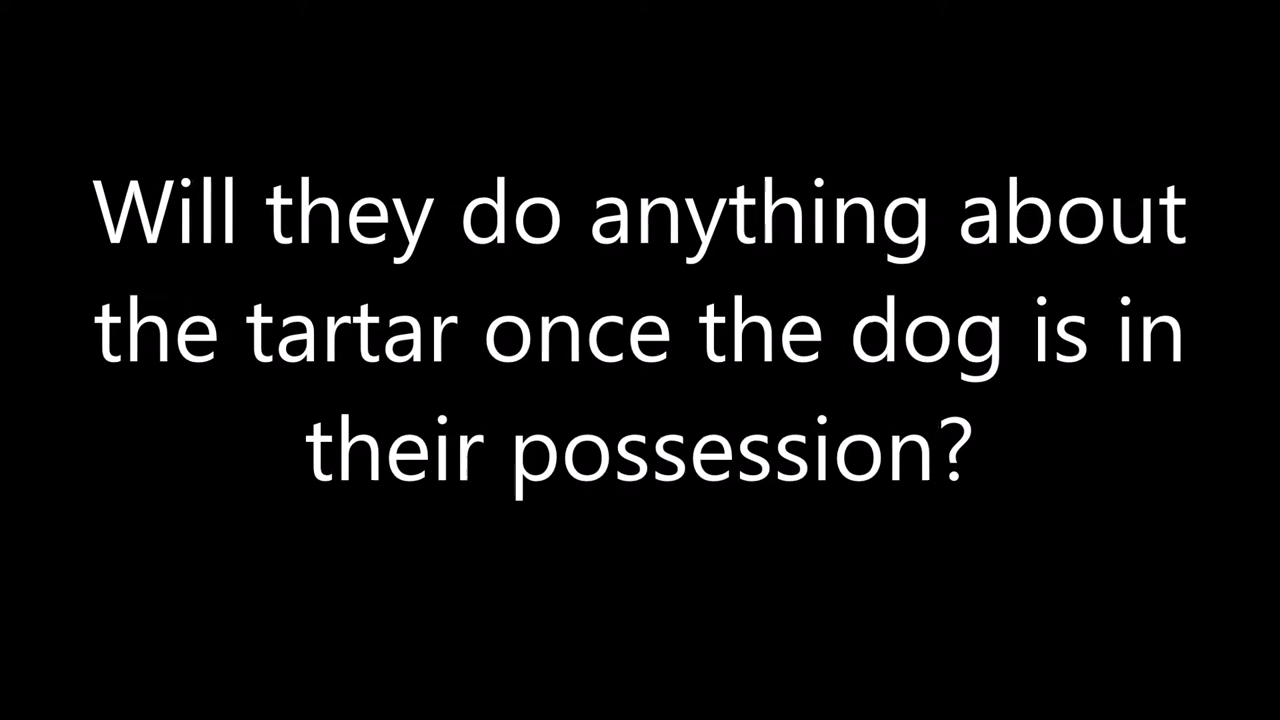 Will they do anything about
the tartar once the dog is in
their possession?